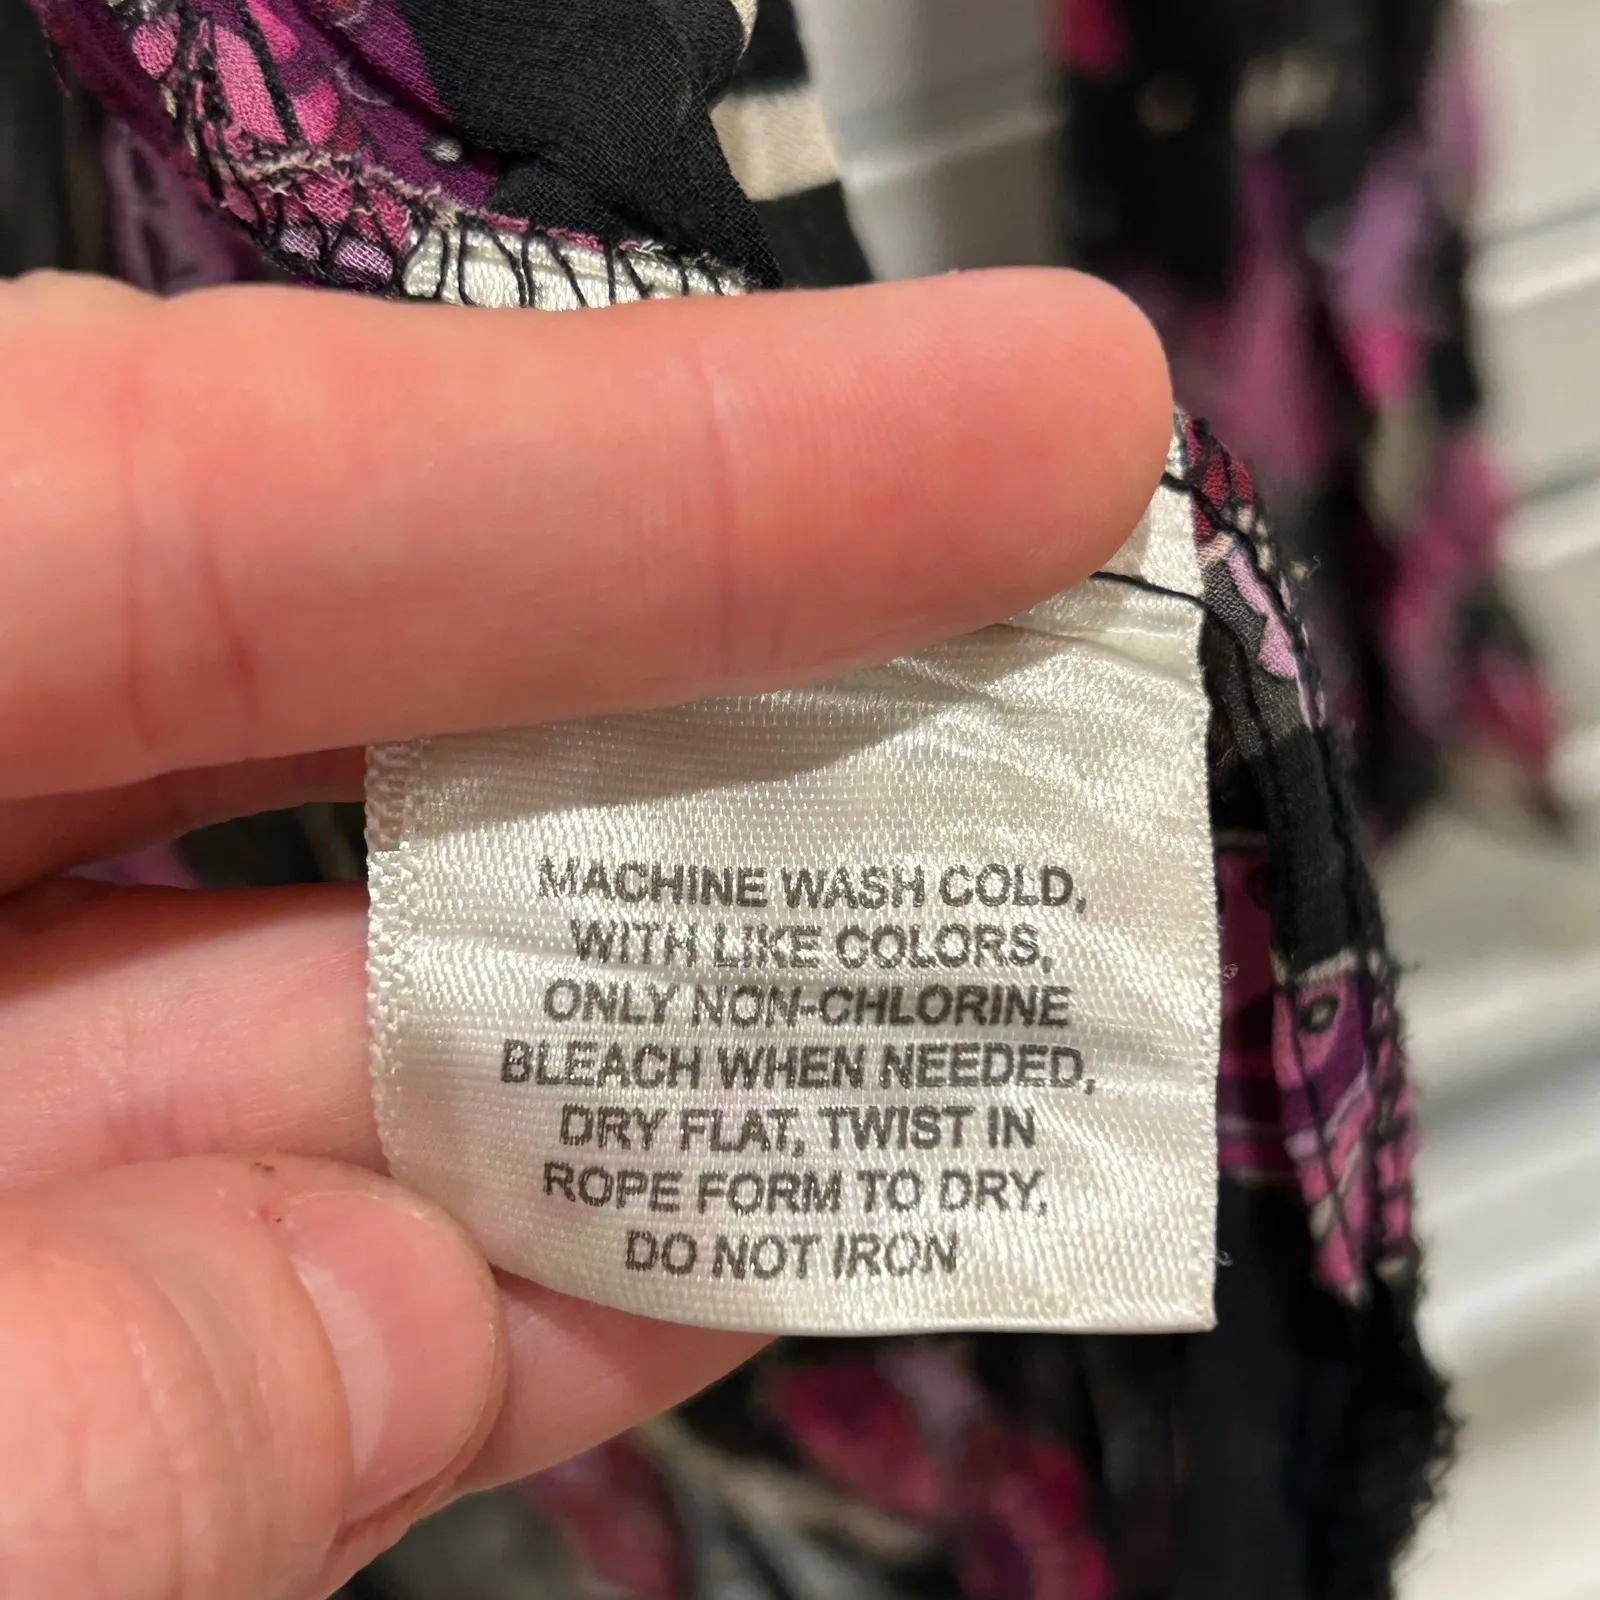 MACHINE WASH COLD,
WITH LIKE COLORS,
ONLY NON-CHLORINE
BLEACH WHEN NEEDED,
DRY FLAT, TWIST IN
ROPE FORM TO DRY,
DO NOT IRON